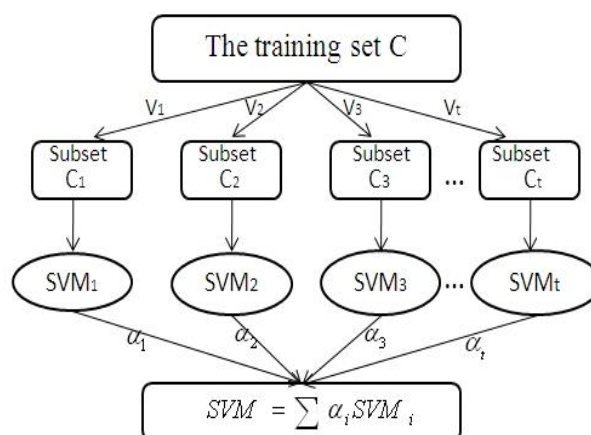 The training set C
V₁ V₂ V₃ Vt
Subset Subset Subset Subset
C₁ C₂ C₃ ... Ct
SVM₁ SVM₂ SVM₃ ... SVMt
α₁ α₂ α₃ αt
SVM = ∑ αᵢSVMᵢ